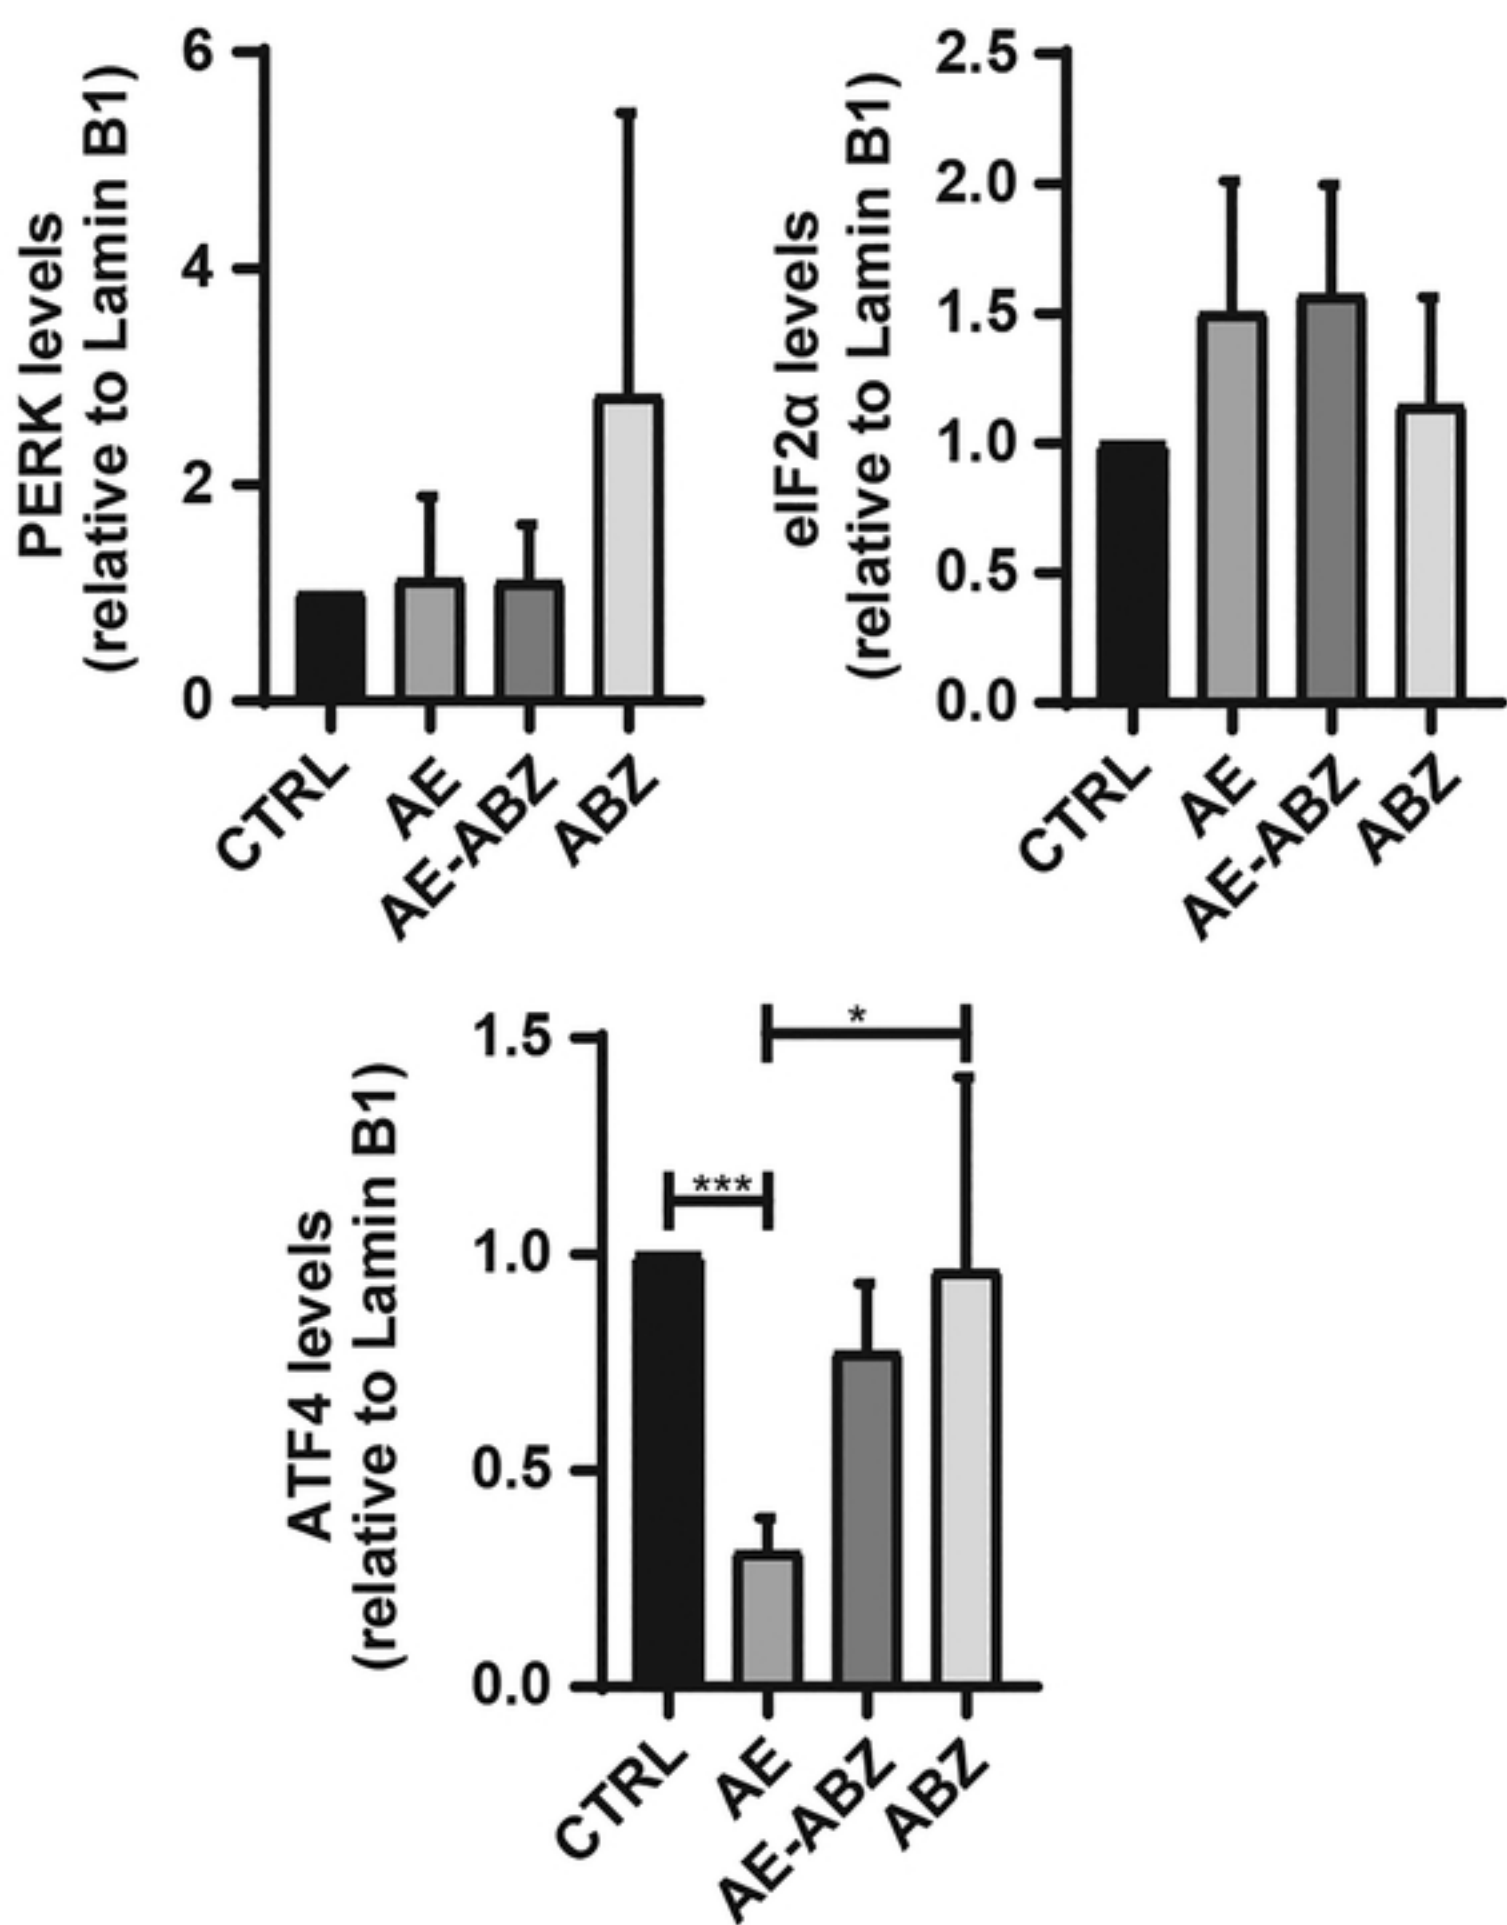 PERK levels
(relative to Lamin B1)
6
4
2
0
CTRL
AE
AE-ABZ
ABZ
eIF2α levels
(relative to Lamin B1)
2.5
2.0
1.5
1.0
0.5
0.0
CTRL
AE
AE-ABZ
ABZ
ATF4 levels
(relative to Lamin B1)
1.5
1.0
0.5
0.0
*
***
CTRL
AE
AE-ABZ
ABZ